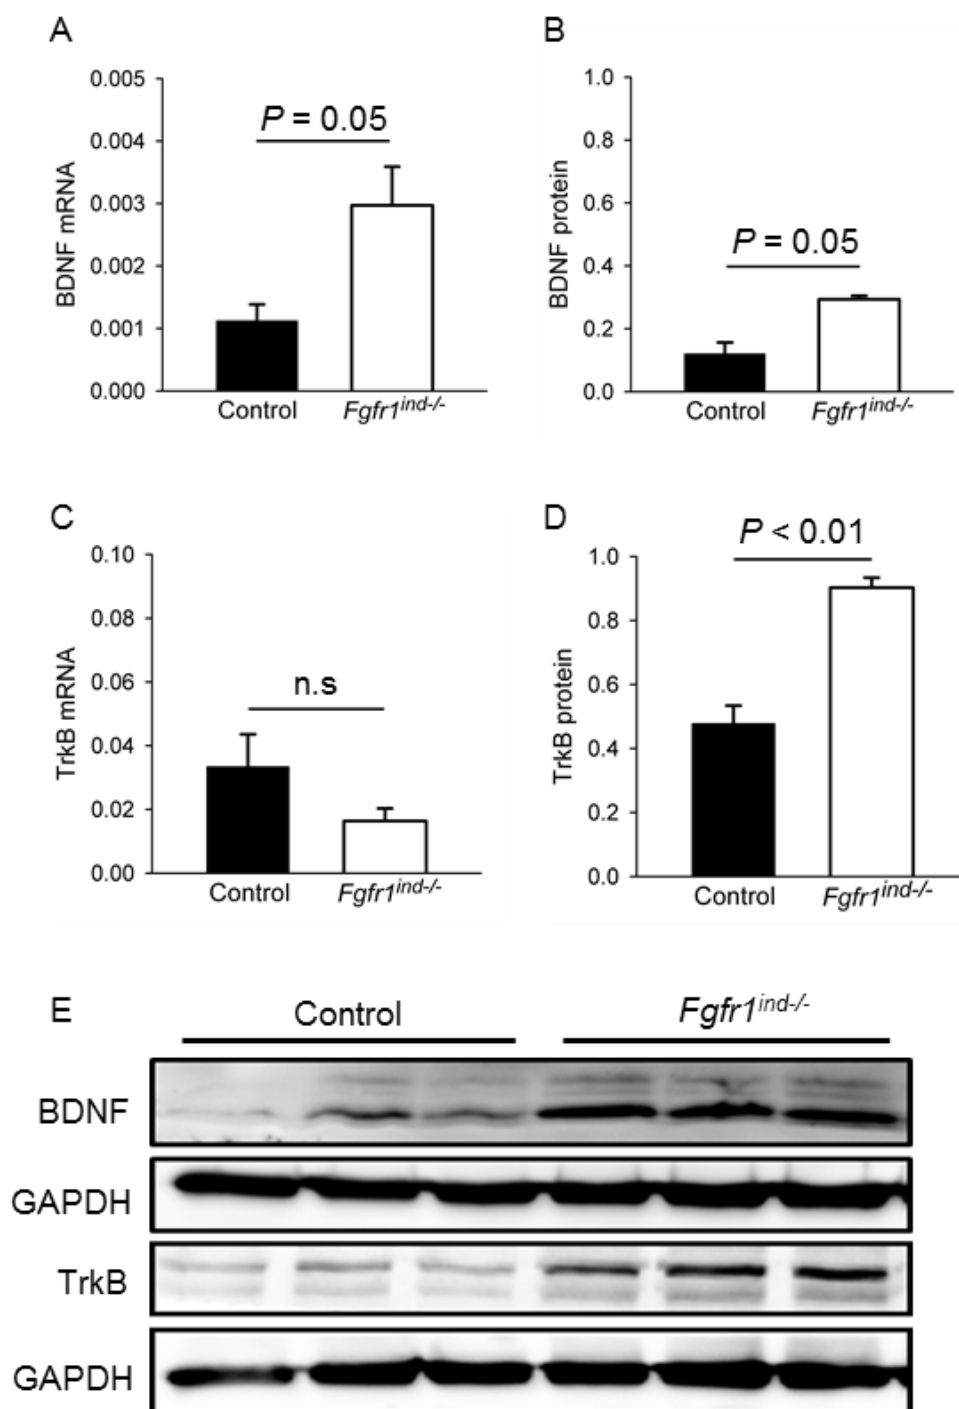 A
BDNF mRNA
0.005
0.004
0.003
0.002
0.001
0.000
P = 0.05
Control
Fgfr1ind-/-
B
BDNF protein
1.0
0.8
0.6
0.4
0.2
0.0
P = 0.05
Control
Fgfr1ind-/-
C
TrkB mRNA
0.10
0.08
0.06
0.04
0.02
0.00
n.s
Control
Fgfr1ind-/-
D
TrkB protein
1.0
0.8
0.6
0.4
0.2
0.0
P < 0.01
Control
Fgfr1ind-/-
E
Control
Fgfr1ind-/-
BDNF
GAPDH
TrkB
GAPDH